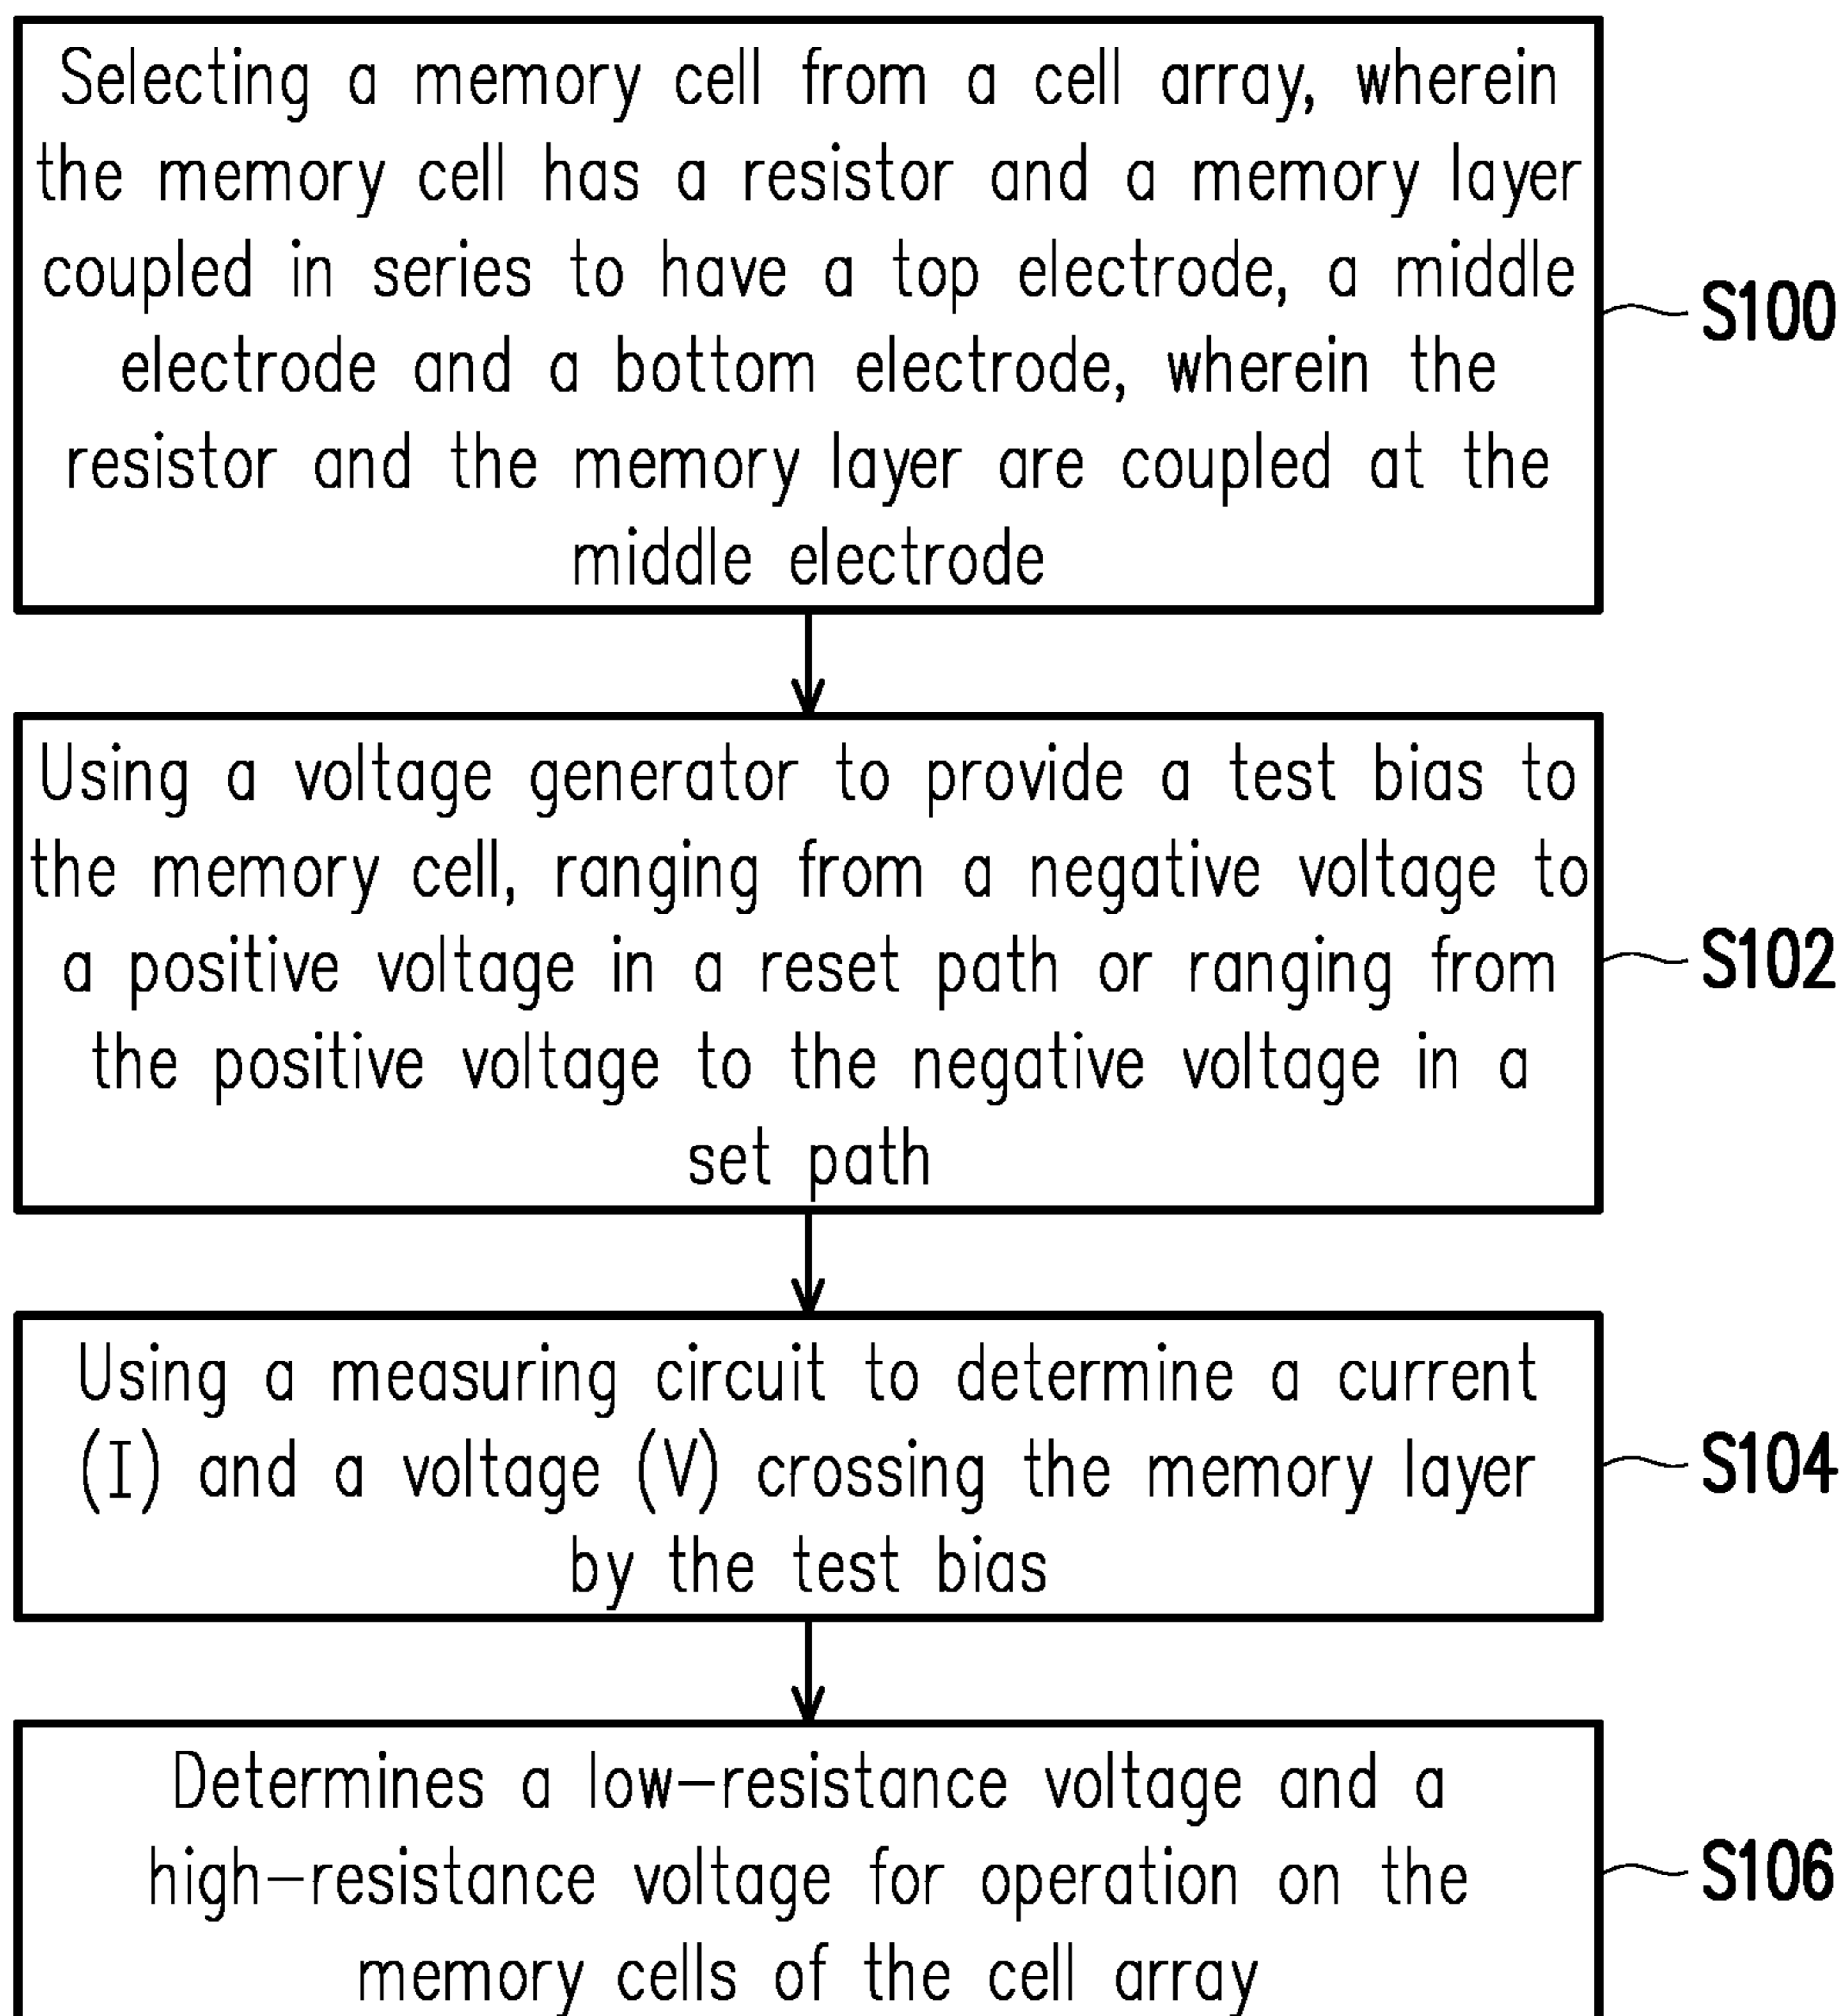 Selecting a memory cell from a cell array, wherein
the memory cell has a resistor and a memory layer
coupled in series to have a top electrode, a middle
electrode and a bottom electrode, wherein the
resistor and the memory layer are coupled at the
middle electrode
S100
Using a voltage generator to provide a test bias to
the memory cell, ranging from a negative voltage to
a positive voltage in a reset path or ranging from
the positive voltage to the negative voltage in a
set path
S102
Using a measuring circuit to determine a current
(I) and a voltage (V) crossing the memory layer
by the test bias
S104
Determines a low-resistance voltage and a
high-resistance voltage for operation on the
memory cells of the cell array
S106